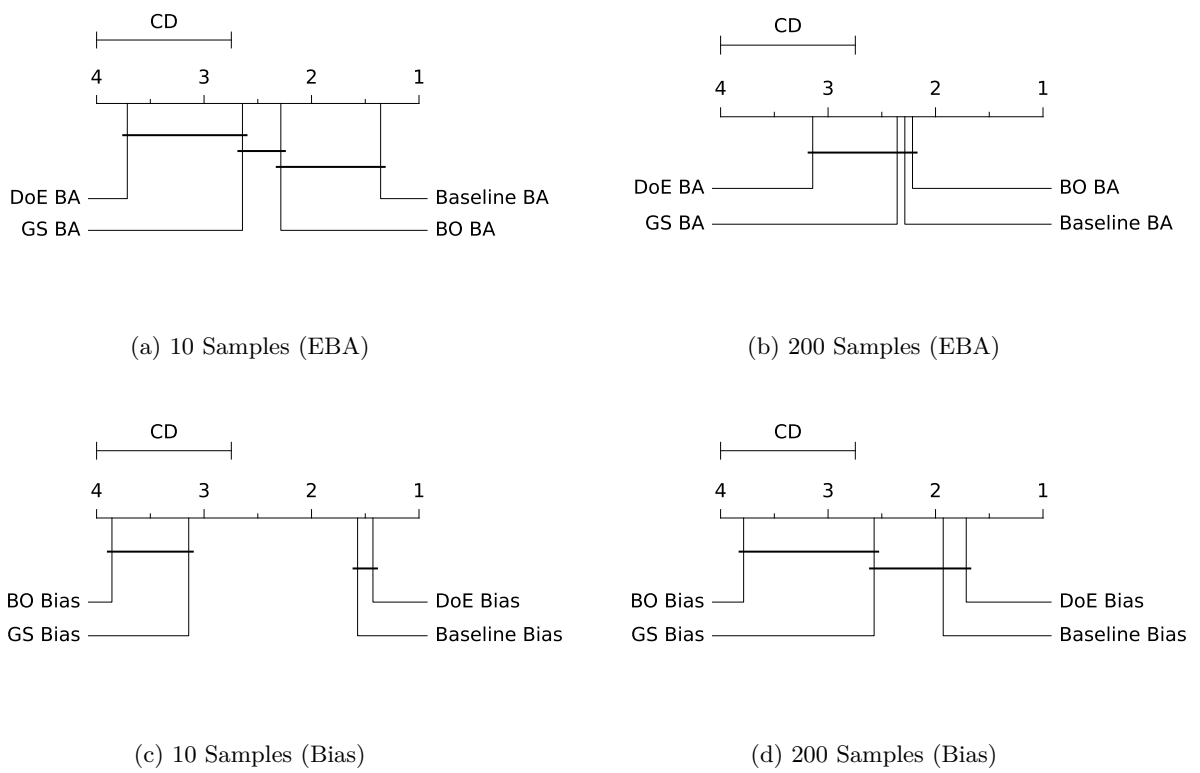 CD
4 3 2 1
DoE BA
GS BA
Baseline BA
BO BA
(a) 10 Samples (EBA)
CD
4 3 2 1
DoE BA
GS BA
BO BA
Baseline BA
(b) 200 Samples (EBA)
CD
4 3 2 1
BO Bias
GS Bias
DoE Bias
Baseline Bias
(c) 10 Samples (Bias)
CD
4 3 2 1
BO Bias
GS Bias
DoE Bias
Baseline Bias
(d) 200 Samples (Bias)